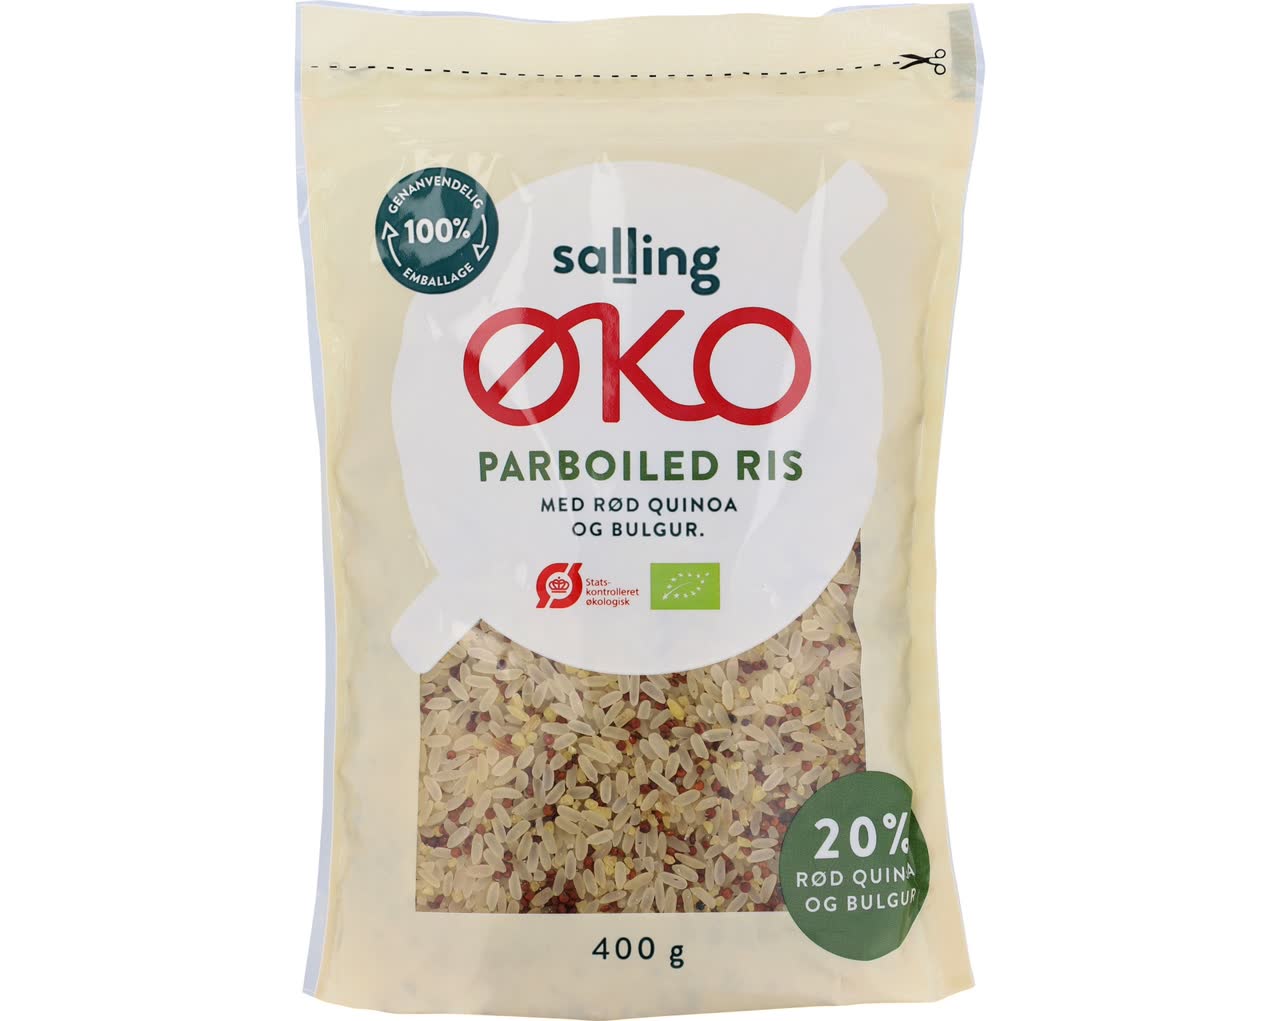 GENANVENDELIG
100%
EMBALLAGE
salling
ØKO
PARBOILED RIS
MED RØD QUINOA
OG BULGUR.
Stats-
kontrolleret
økologisk
20%
RØD QUINOA
OG BULGUR
400 g